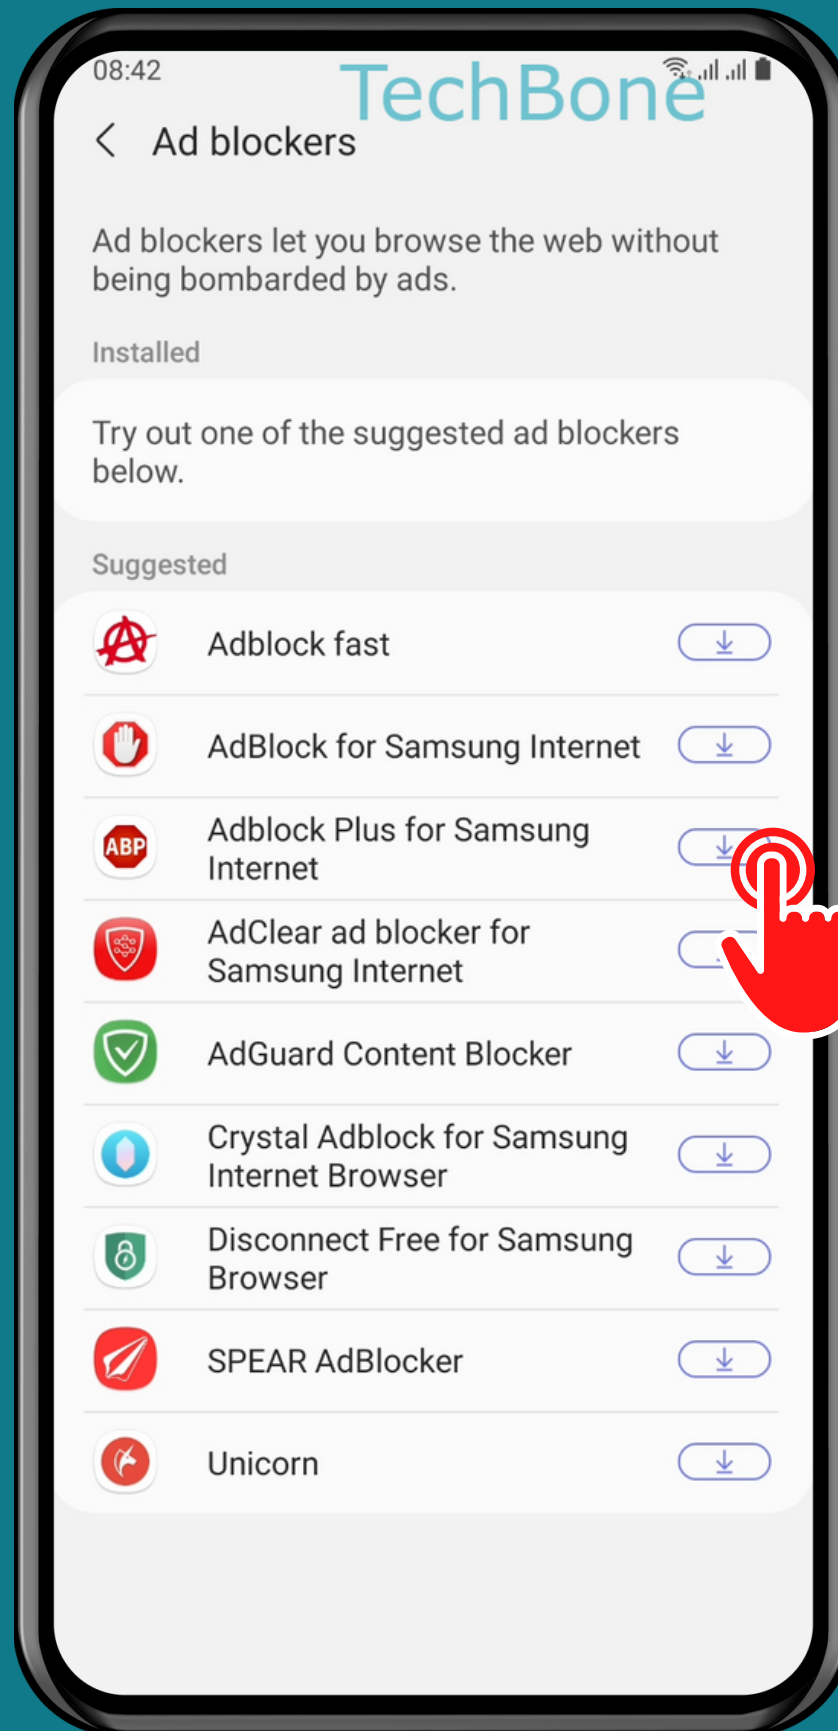 08:42
TechBone
Ad blockers
Ad blockers let you browse the web without
being bombarded by ads.
Installed
Try out one of the suggested ad blockers
below.
Suggested
Adblock fast
AdBlock for Samsung Internet
ABP
Adblock Plus for Samsung
Internet
AdClear ad blocker for
Samsung Internet
AdGuard Content Blocker
Crystal Adblock for Samsung
Internet Browser
Disconnect Free for Samsung
Browser
SPEAR AdBlocker
Unicorn